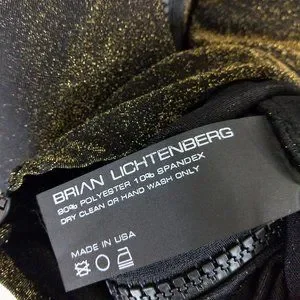 BRIAN LICHTENBERG
90% POLYESTER 10% SPANDEX
DRY CLEAN OR HAND WASH ONLY
MADE IN USA